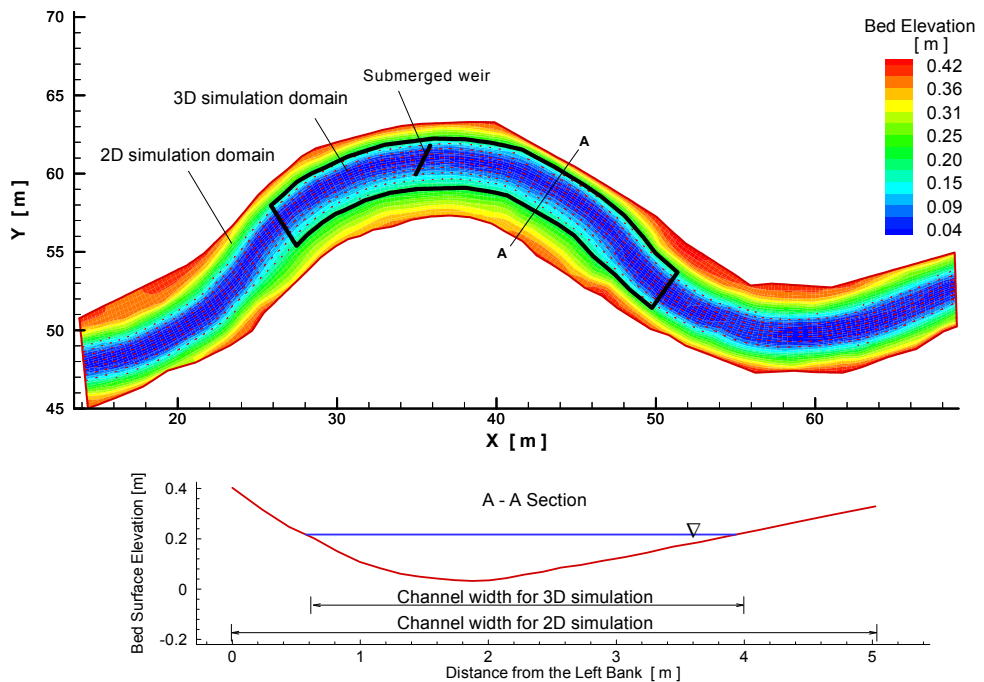 70
65
60
55
50
45
Y [ m ]
20
30
40
50
60
X [ m ]
Submerged weir
3D simulation domain
2D simulation domain
A
A
Bed Elevation
[ m ]
0.42
0.36
0.31
0.25
0.20
0.15
0.09
0.04
A - A Section
Bed Surface Elevation [m]
0.4
0.2
0
-0.2
Channel width for 3D simulation
Channel width for 2D simulation
0
1
2
3
4
5
Distance from the Left Bank [ m ]